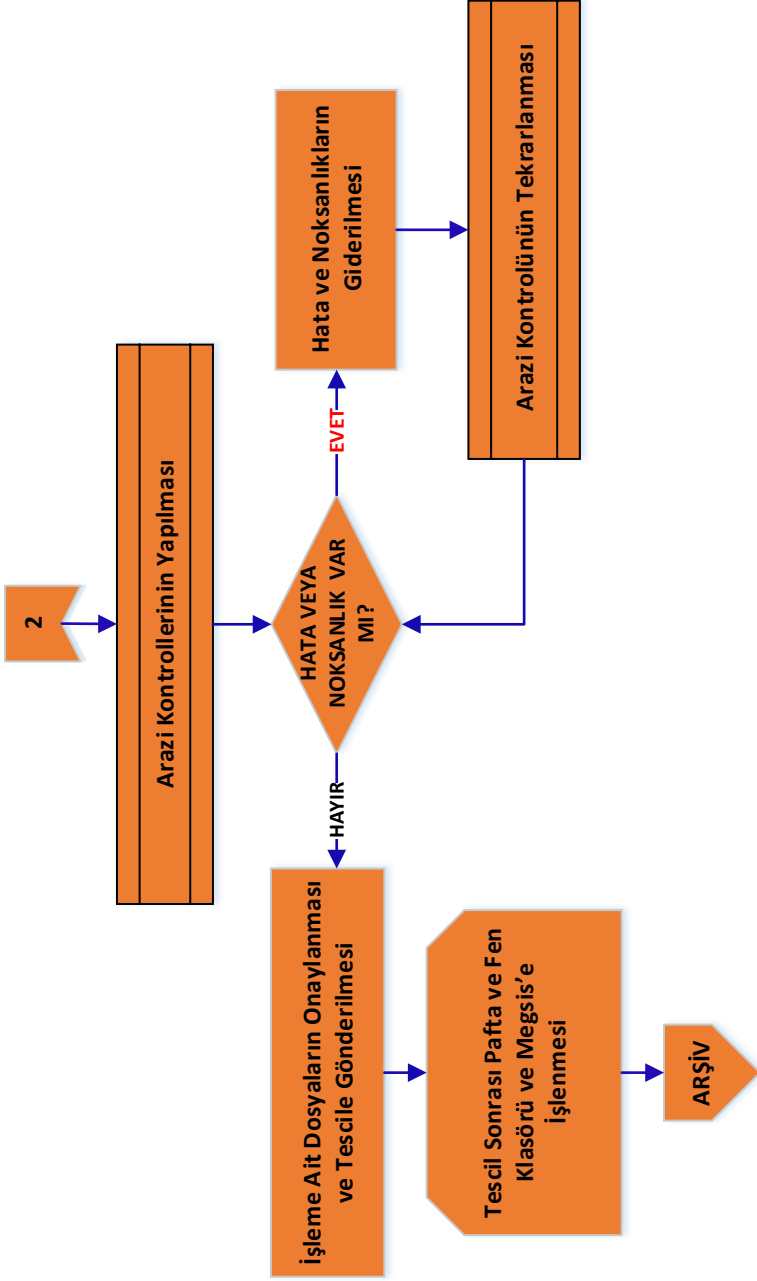 2
Arazi Kontrollerinin Yapılması
HATA VEYA
NOKSANLIK VAR
MI?
EVET
Hata ve Noksanlıkların
Giderilmesi
Arazi Kontrolünün Tekrarlanması
HAYIR
İşleme Ait Dosyaların Onaylanması
ve Tescile Gönderilmesi
Tescil Sonrası Pafta ve Fen
Klasörü ve Megsis’e
İşlenmesi
ARŞİV